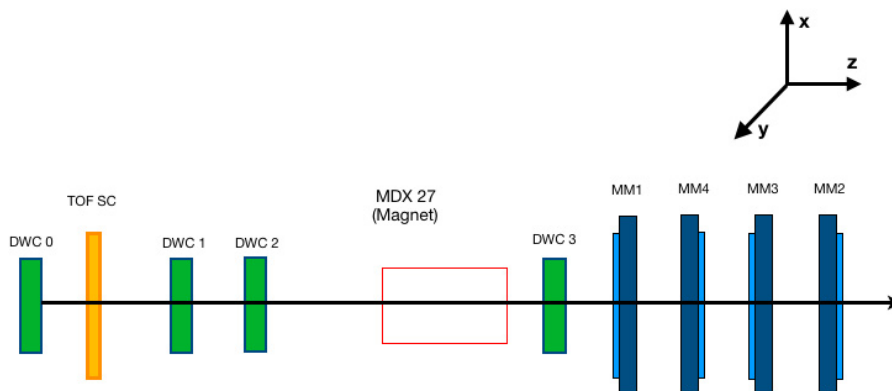 x
z
y
MDX 27
(Magnet)
TOF SC
MM1
MM4
MM3
MM2
DWC 0
DWC 1
DWC 2
DWC 3